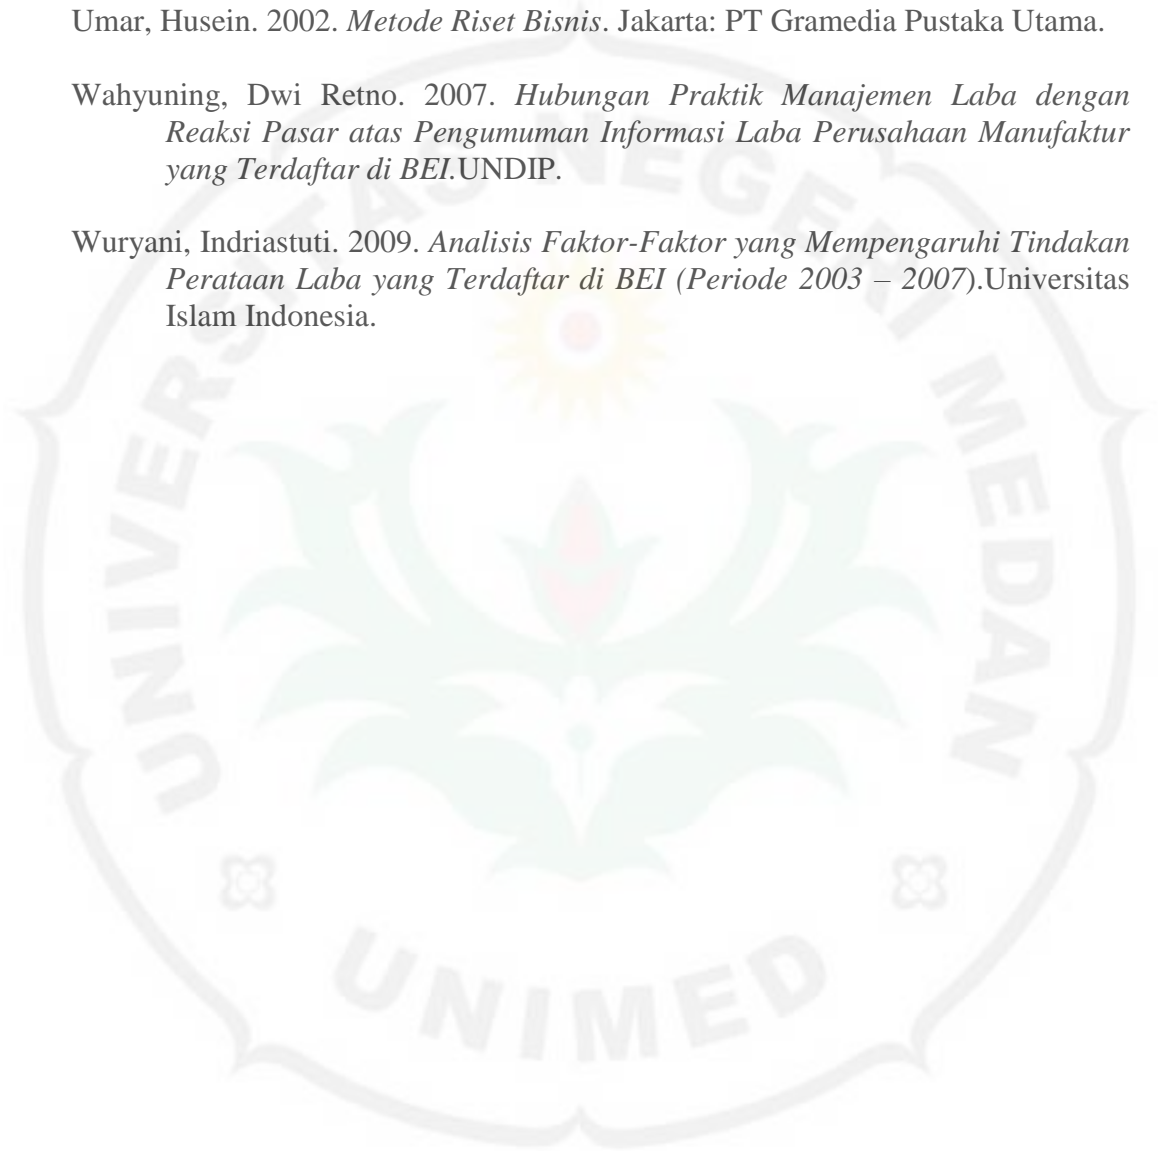 Umar, Husein. 2002. Metode Riset Bisnis. Jakarta: PT Gramedia Pustaka Utama.
Wahyuning, Dwi Retno. 2007. Hubungan Praktik Manajemen Laba dengan
Reaksi Pasar atas Pengumuman Informasi Laba Perusahaan Manufaktur
yang Terdaftar di BEI.UNDIP.
Wuryani, Indriastuti. 2009. Analisis Faktor-Faktor yang Mempengaruhi Tindakan
Perataan Laba yang Terdaftar di BEI (Periode 2003 – 2007).Universitas
Islam Indonesia.
UNIVERSITAS NEGERI MEDAN
UNIMED